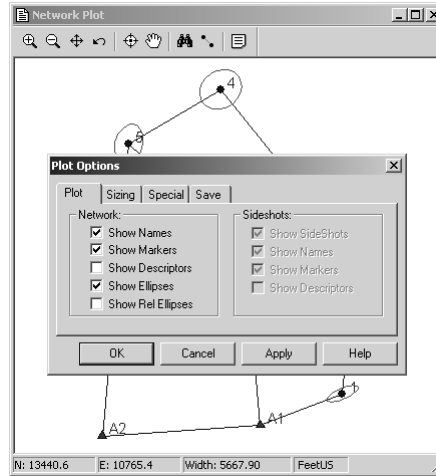 Network Plot
4
5
Plot Options
Plot Sizing Special Save
Network:
Show Names
Show Markers
Show Descriptors
Show Ellipses
Show Rel Ellipses
Sideshots:
Show SideShots
Show Names
Show Markers
Show Descriptors
OK Cancel Apply Help
1
A1
A2
N: 13440.6 E: 10765.4 Width: 5667.90 FeetUS